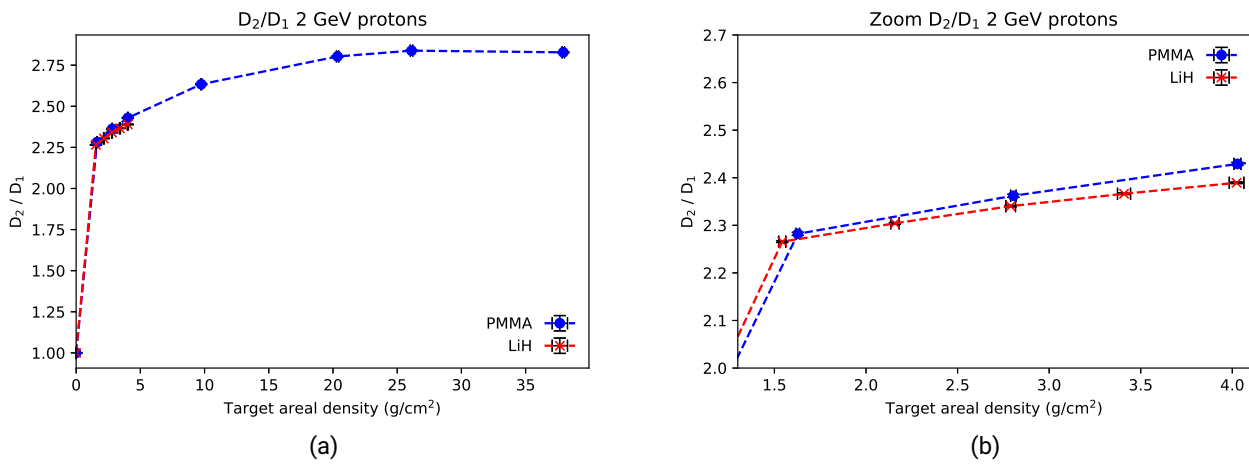 D₂/D₁ 2 GeV protons
2.75
2.50
2.25
2.00
1.75
1.50
1.25
1.00
D₂ / D₁
PMMA
LiH
0 5 10 15 20 25 30 35
Target areal density (g/cm²)
(a)
Zoom D₂/D₁ 2 GeV protons
2.7
2.6
2.5
2.4
2.3
2.2
2.1
2.0
D₂ / D₁
PMMA
LiH
1.5 2.0 2.5 3.0 3.5 4.0
Target areal density (g/cm²)
(b)